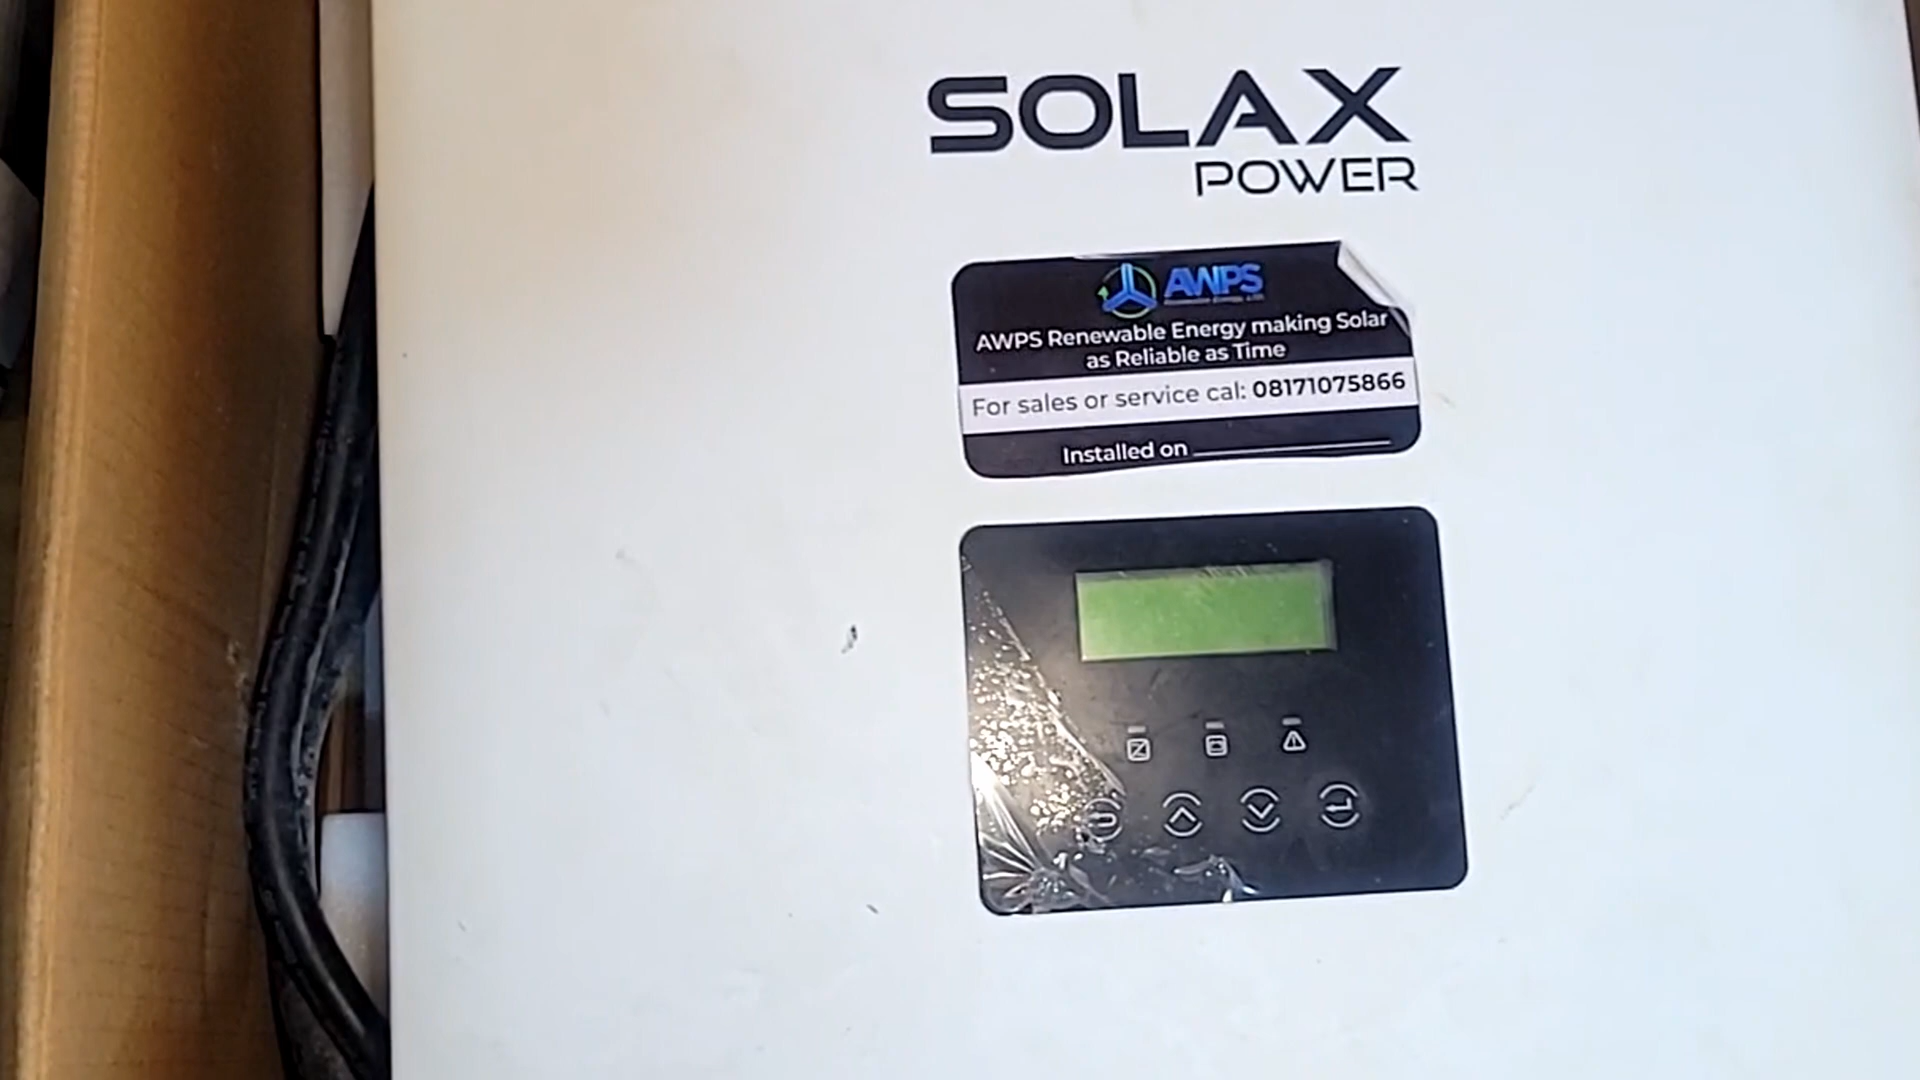 SOLAX
POWER
AWPS
AWPS Renewable Energy making Solar
as Reliable as Time
For sales or service cal: 08171075866
Installed on